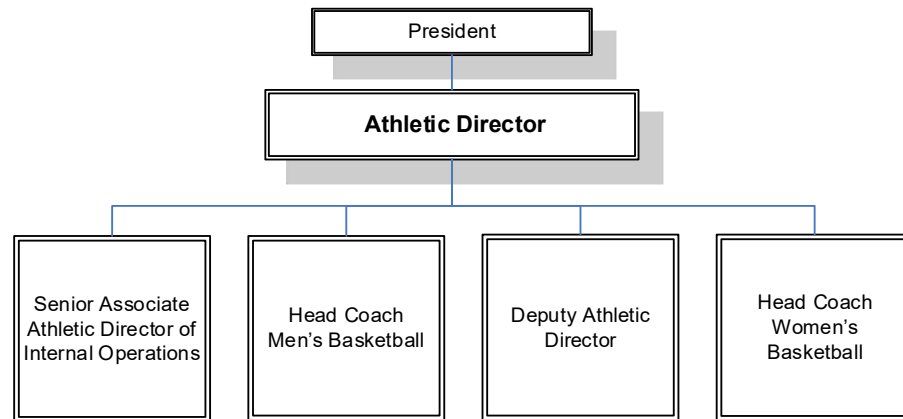 President
Athletic Director
Senior Associate
Athletic Director of
Internal Operations
Head Coach
Men’s Basketball
Deputy Athletic
Director
Head Coach
Women’s
Basketball